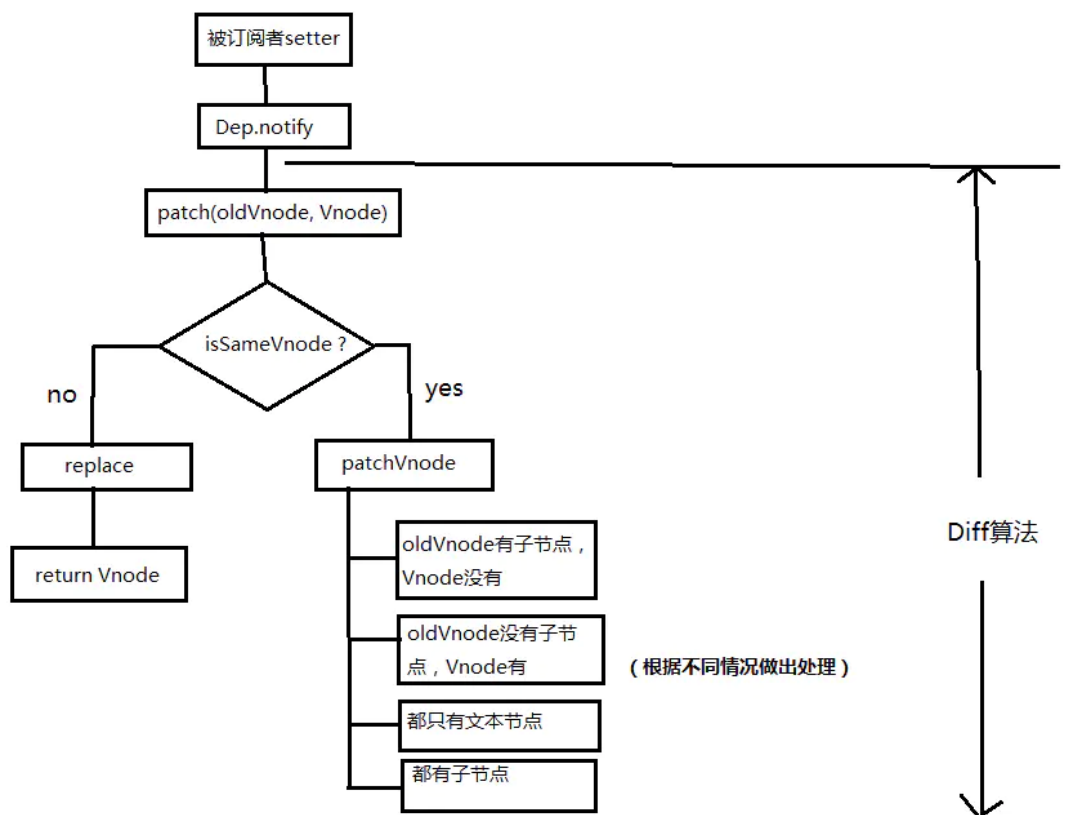 被订阅者setter
Dep.notify
patch(oldVnode, Vnode)
isSameVnode？
no
yes
replace
patchVnode
return Vnode
oldVnode有子节点，
Vnode没有
oldVnode没有子节
点，Vnode有
（根据不同情况做出处理）
都只有文本节点
都有子节点
Diff算法